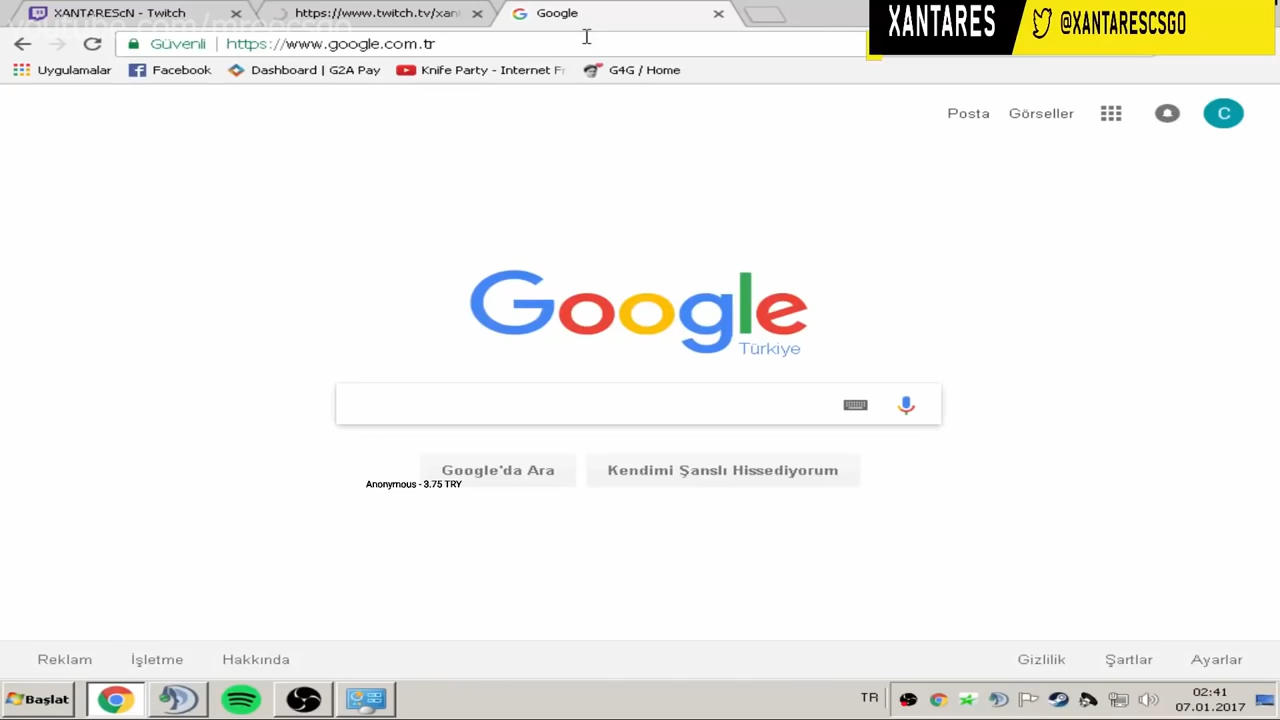 XANTAREScN - Twitch
https://www.twitch.tv/xan
Google
XANTARES
@XANTARESCSGO
Güvenli
https://www.google.com.tr
Uygulamalar
Facebook
Dashboard | G2A Pay
Knife Party - Internet Fr
G4G / Home
Posta
Görseller
C
Google
Türkiye
Google'da Ara
Kendimi Şanslı Hissediyorum
Anonymous - 3.75 TRY
Reklam
İşletme
Hakkında
Gizlilik
Şartlar
Ayarlar
Başlat
TR
02:41
07.01.2017